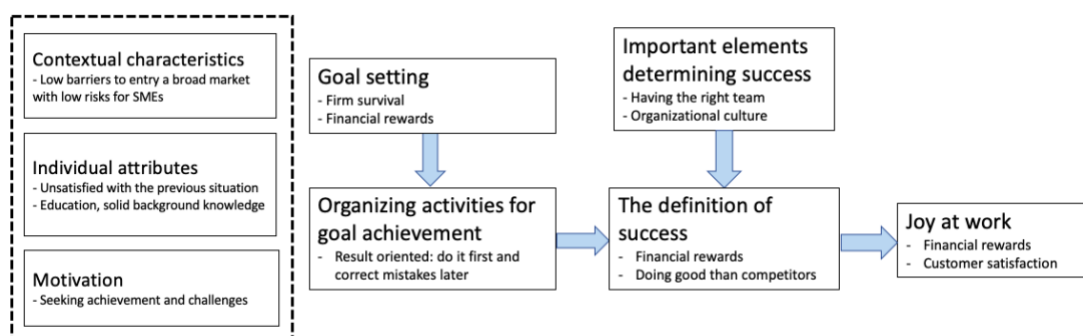 Contextual characteristics
- Low barriers to entry a broad market
with low risks for SMEs
Individual attributes
- Unsatisfied with the previous situation
- Education, solid background knowledge
Motivation
- Seeking achievement and challenges
Goal setting
- Firm survival
- Financial rewards
Organizing activities for
goal achievement
- Result oriented: do it first and
correct mistakes later
Important elements
determining success
- Having the right team
- Organizational culture
The definition of
success
- Financial rewards
- Doing good than competitors
Joy at work
- Financial rewards
- Customer satisfaction